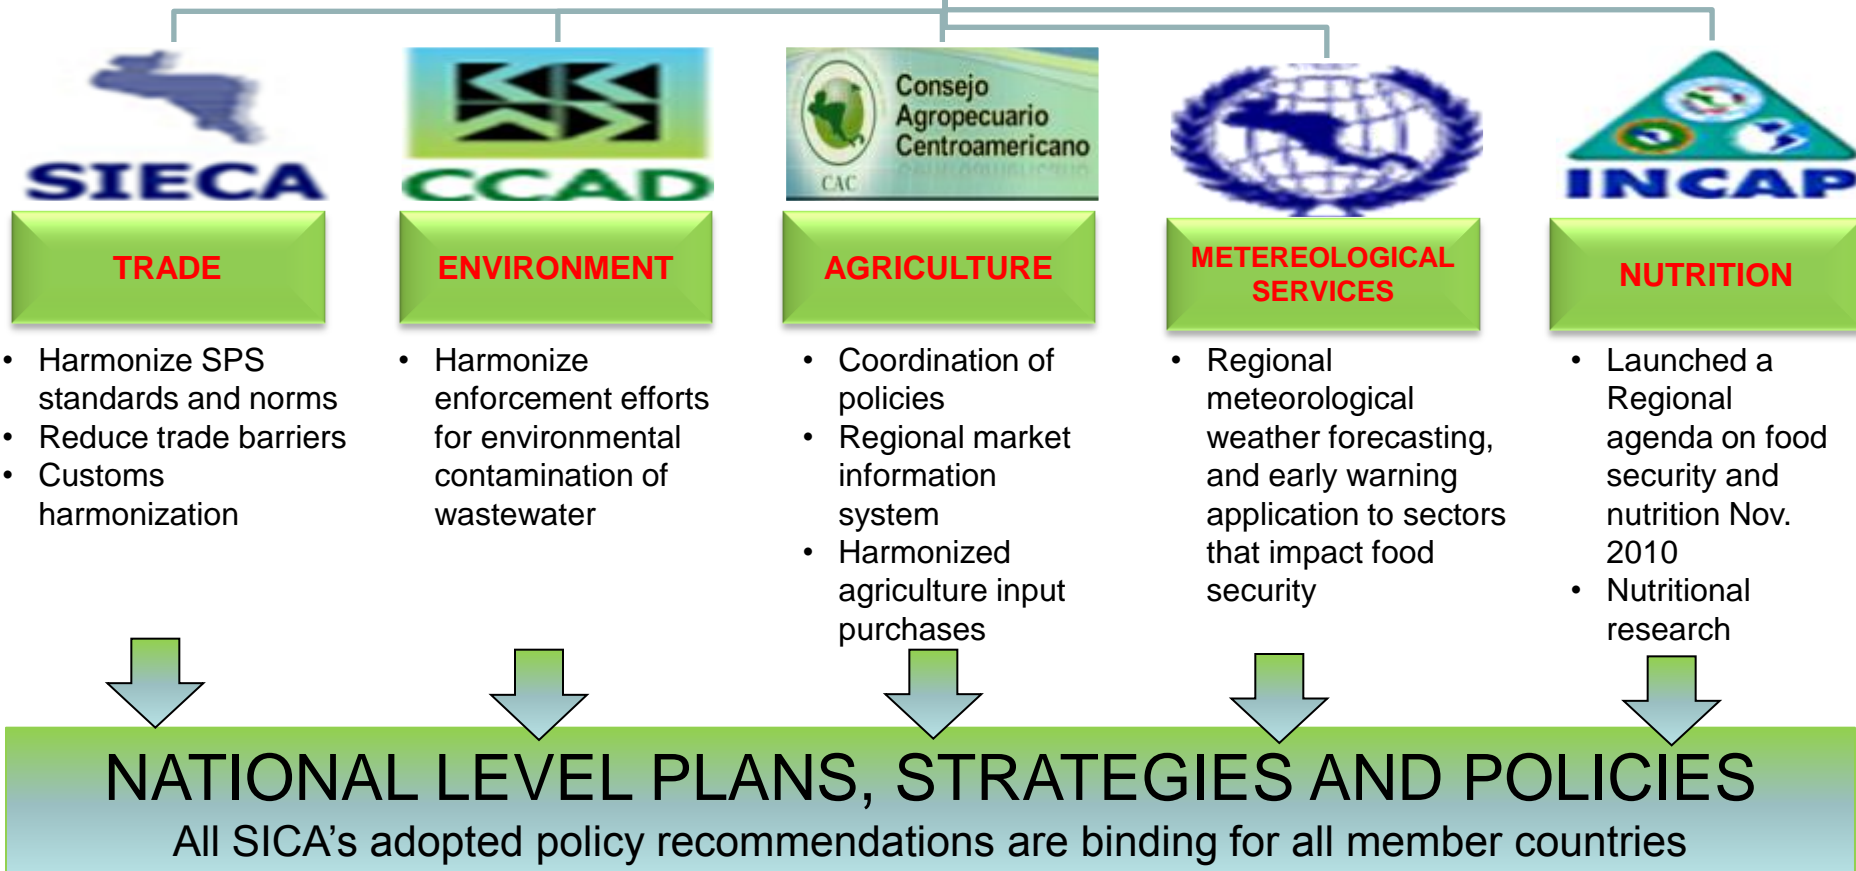 SIECA
CCAD
Consejo
Agropecuario
Centroamericano
CAC
INCAP
TRADE
ENVIRONMENT
AGRICULTURE
METEREOLOGICAL
SERVICES
NUTRITION
• Harmonize SPS
standards and norms
• Reduce trade barriers
• Customs
harmonization
• Harmonize
enforcement efforts
for environmental
contamination of
wastewater
• Coordination of
policies
• Regional market
information
system
• Harmonized
agriculture input
purchases
• Regional
meteorological
weather forecasting,
and early warning
application to sectors
that impact food
security
• Launched a
Regional
agenda on food
security and
nutrition Nov.
2010
• Nutritional
research
NATIONAL LEVEL PLANS, STRATEGIES AND POLICIES
All SICA’s adopted policy recommendations are binding for all member countries